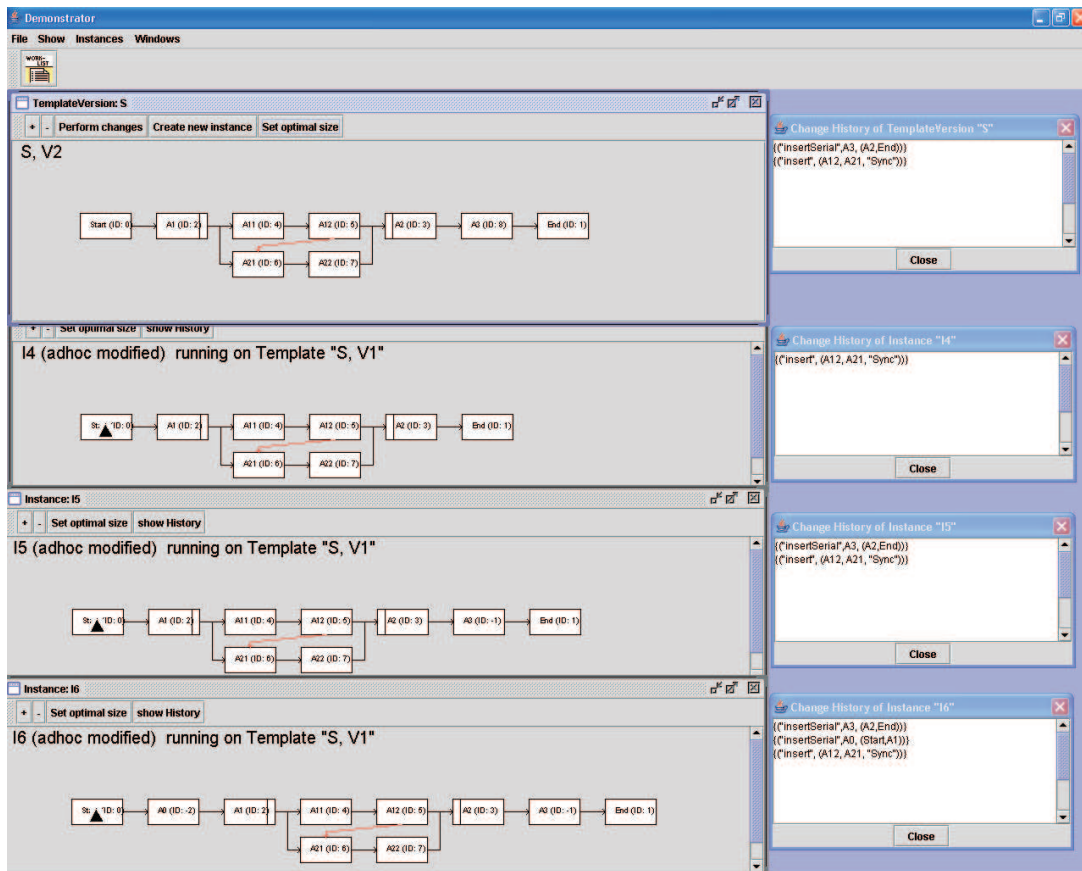 Demonstrator
File Show Instances Windows
WORK-
LIST
TemplateVersion: S
+ - Perform changes Create new instance Set optimal size
S, V2
Start (ID: 0) A1 (ID: 2) A11 (ID: 4) A12 (ID: 5) A2 (ID: 3) A3 (ID: 8) End (ID: 1)
A21 (ID: 6) A22 (ID: 7)
Change History of TemplateVersion "S"
{("insertSerial",A3, (A2,End))}
{("insert", (A12, A21, "Sync"))}
Close
+ - Set optimal size show History
I4 (adhoc modified) running on Template "S, V1"
A1 (ID: 2) A11 (ID: 4) A12 (ID: 5) A2 (ID: 3) End (ID: 1)
A21 (ID: 6) A22 (ID: 7)
Change History of Instance "I4"
{("insert", (A12, A21, "Sync"))}
Close
Instance: I5
+ - Set optimal size show History
I5 (adhoc modified) running on Template "S, V1"
A1 (ID: 2) A11 (ID: 4) A12 (ID: 5) A2 (ID: 3) A3 (ID: -1) End (ID: 1)
A21 (ID: 6) A22 (ID: 7)
Change History of Instance "I5"
{("insertSerial",A3, (A2,End))}
{("insert", (A12, A21, "Sync"))}
Close
Instance: I6
+ - Set optimal size show History
I6 (adhoc modified) running on Template "S, V1"
A0 (ID: -2) A1 (ID: 2) A11 (ID: 4) A12 (ID: 5) A2 (ID: 3) A3 (ID: -1) End (ID: 1)
A21 (ID: 6) A22 (ID: 7)
Change History of Instance "I6"
{("insertSerial",A3, (A2,End))}
{("insertSerial",A0, (Start,A1))}
{("insert", (A12, A21, "Sync"))}
Close